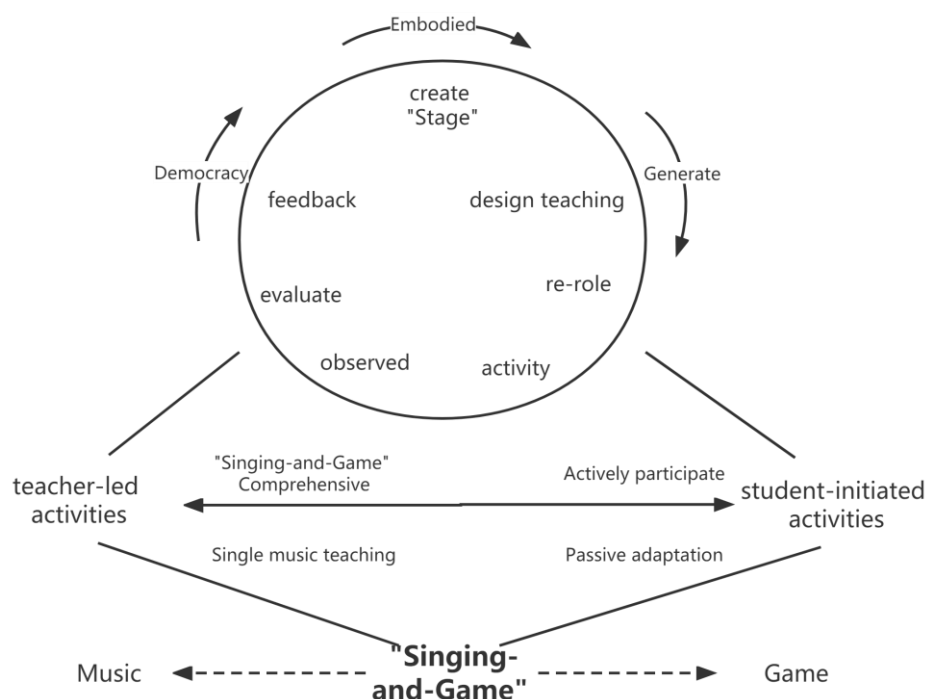 Embodied
create
"Stage"
Democracy
Generate
feedback
design teaching
evaluate
re-role
observed
activity
"Singing-and-Game"
Comprehensive
Actively participate
teacher-led
activities
student-initiated
activities
Single music teaching
Passive adaptation
Music
"Singing-
and-Game"
Game